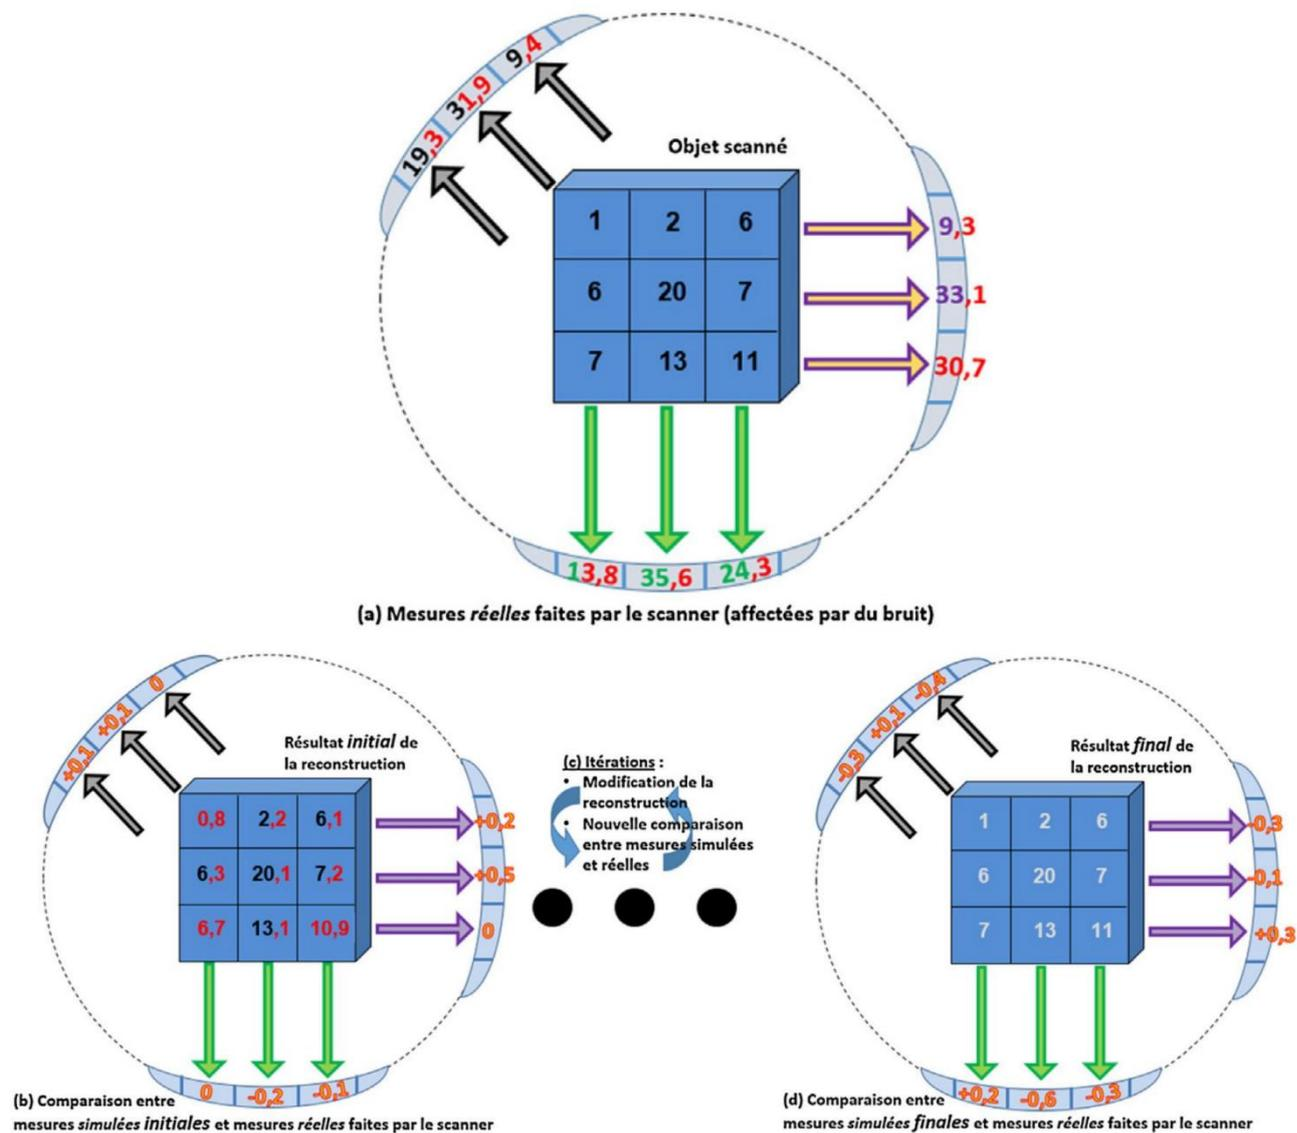 19,3
31,9
9,4
Objet scanné
1 2 6
6 20 7
7 13 11
9,3
33,1
30,7
13,8 35,6 24,3
(a) Mesures réelles faites par le scanner (affectées par du bruit)
+0,1
+0,1
0
Résultat initial de
la reconstruction
0,8 2,2 6,1
6,3 20,1 7,2
6,7 13,1 10,9
+0,2
+0,5
0
0 -0,2 -0,1
(b) Comparaison entre
mesures simulées initiales et mesures réelles faites par le scanner
(c) Itérations :
• Modification de la
reconstruction
• Nouvelle comparaison
entre mesures simulées
et réelles
-0,3
+0,1
-0,4
Résultat final de
la reconstruction
1 2 6
6 20 7
7 13 11
-0,3
-0,1
+0,3
+0,2 -0,6 -0,3
(d) Comparaison entre
mesures simulées finales et mesures réelles faites par le scanner